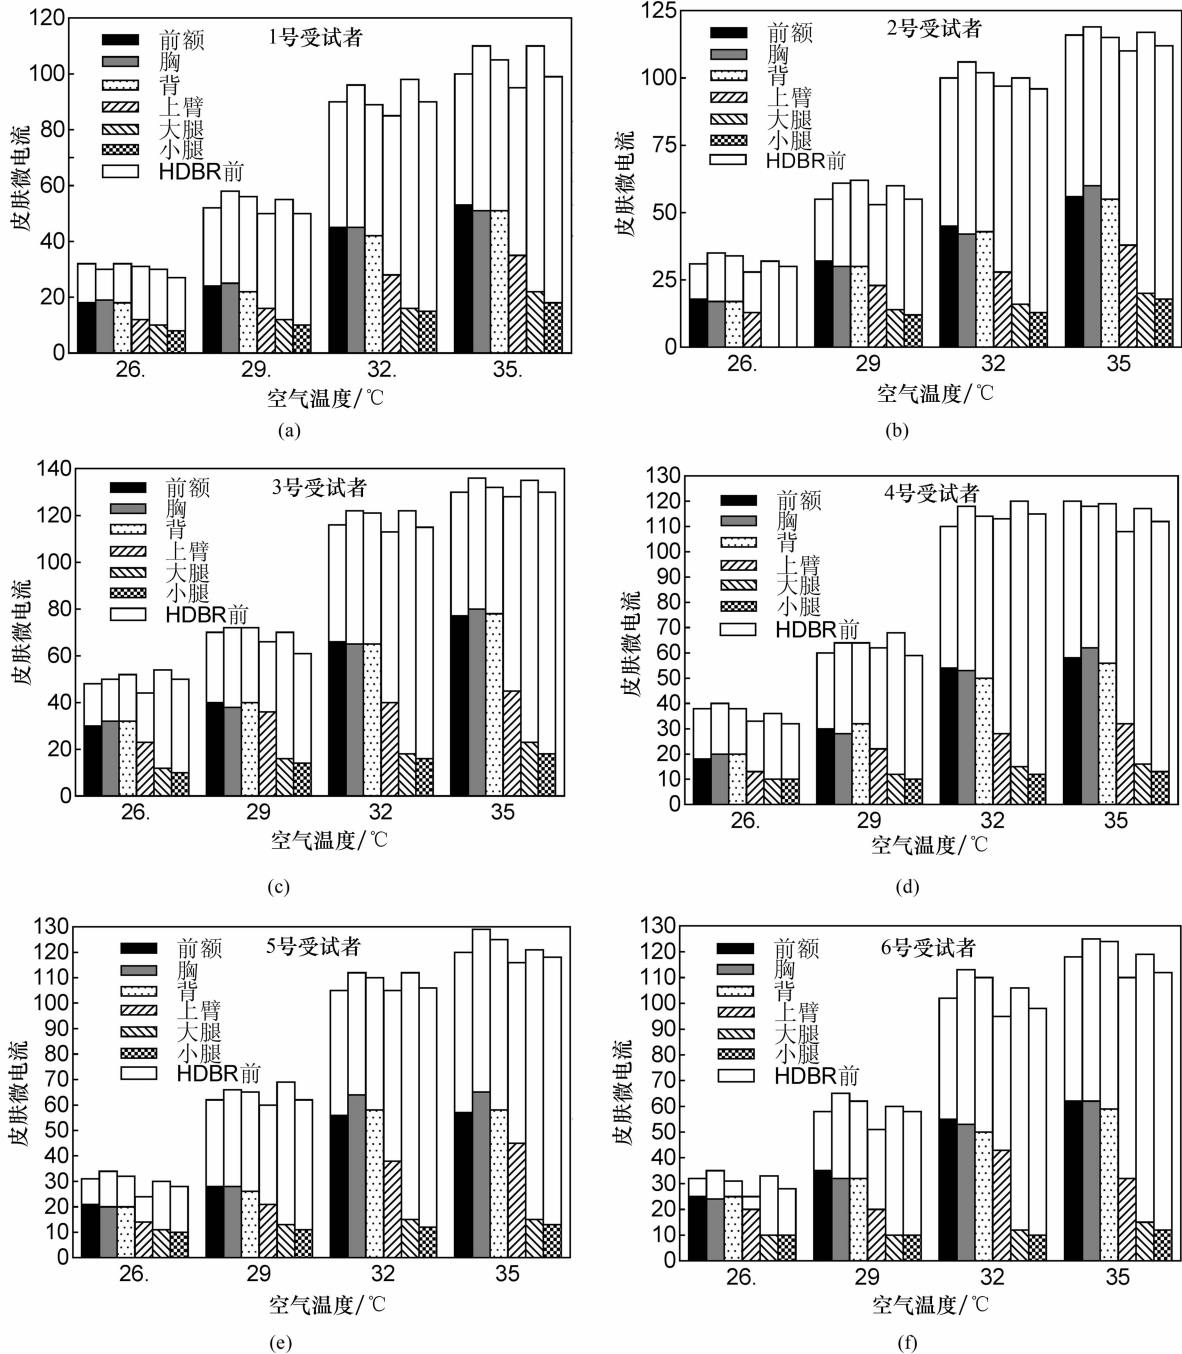 1号受试者
前额
胸
背
上臂
大腿
小腿
HDBR前
皮肤微电流
120
100
80
60
40
20
0
26. 29. 32. 35.
空气温度/℃
(a)
2号受试者
前额
胸
背
上臂
大腿
小腿
HDBR前
皮肤微电流
125
100
75
50
25
0
26. 29 32 35
空气温度/℃
(b)
3号受试者
前额
胸
背
上臂
大腿
小腿
HDBR前
皮肤微电流
140
120
100
80
60
40
20
0
26. 29 32 35
空气温度/℃
(c)
4号受试者
前额
胸
背
上臂
大腿
小腿
HDBR前
皮肤微电流
130
120
110
100
90
80
70
60
50
40
30
20
10
0
26. 29 32 35
空气温度/℃
(d)
5号受试者
前额
胸
背
上臂
大腿
小腿
HDBR前
皮肤微电流
130
120
110
100
90
80
70
60
50
40
30
20
10
0
26. 29 32 35
空气温度/℃
(e)
6号受试者
前额
胸
背
上臂
大腿
小腿
HDBR前
皮肤微电流
130
120
110
100
90
80
70
60
50
40
30
20
10
0
26. 29 32 35
空气温度/℃
(f)